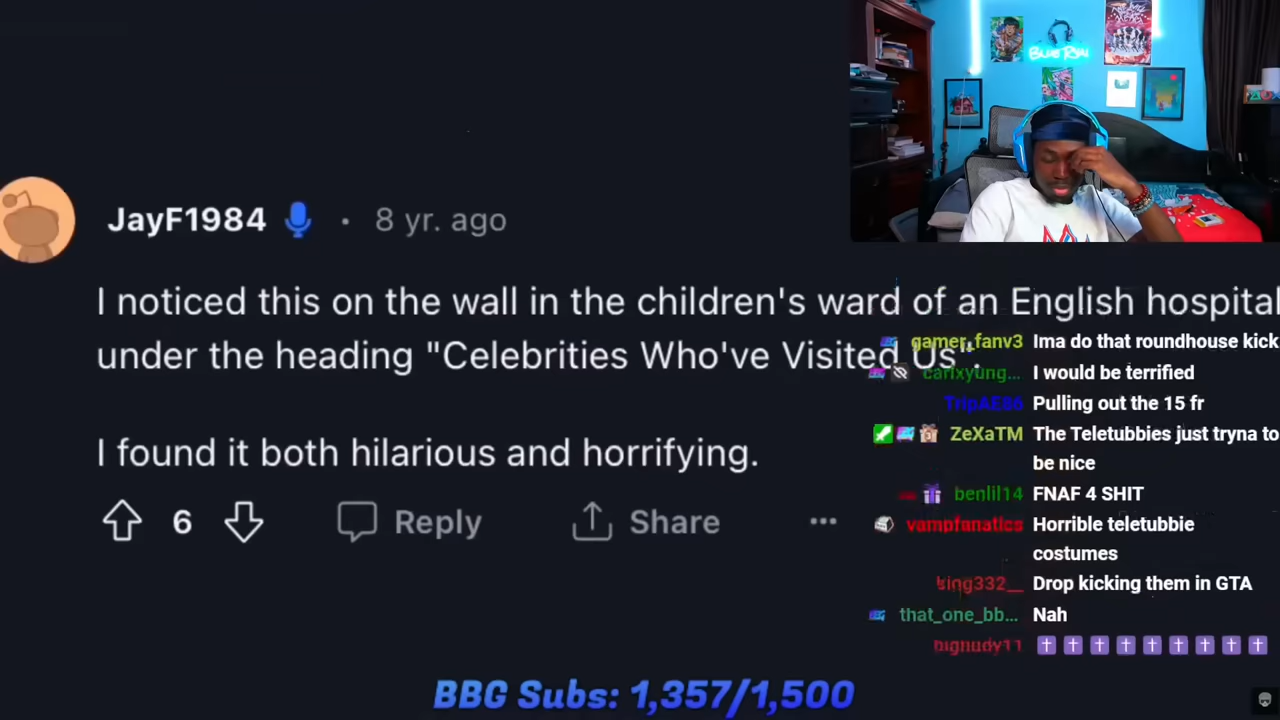 JayF1984 · 8 yr. ago
I noticed this on the wall in the children's ward of an English hospital
under the heading "Celebrities Who've Visited Us":
I found it both hilarious and horrifying.
6 Reply Share
gamer_fanv3 Ima do that roundhouse kick
carlxyung... I would be terrified
TripAE86 Pulling out the 15 fr
ZeXaTM The Teletubbies just tryna to
be nice
benlil14 FNAF 4 SHIT
vampfanatics Horrible teletubbie
costumes
king332__ Drop kicking them in GTA
that_one_bb... Nah
BBG Subs: 1,357/1,500